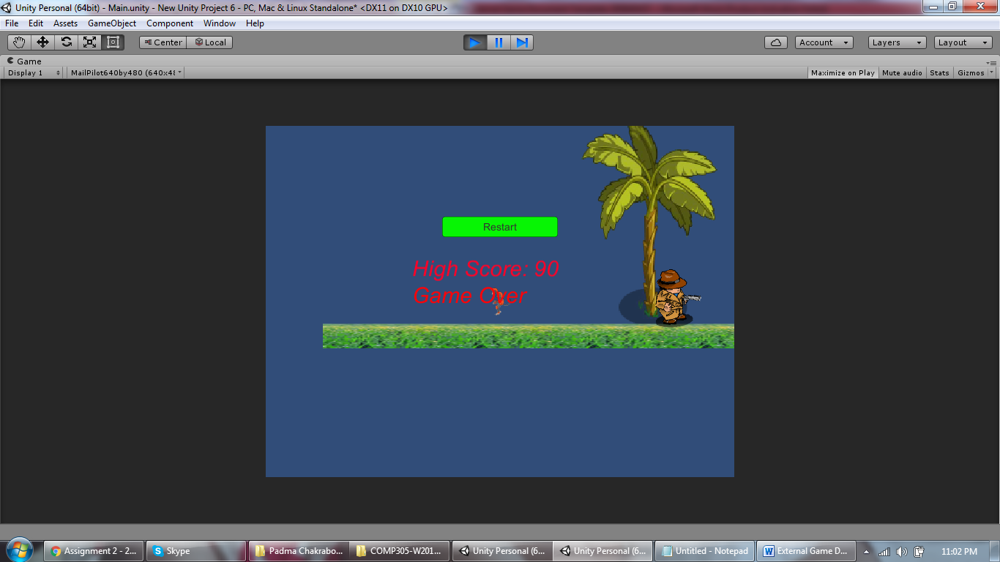 Unity Personal (64bit) - Main.unity - New Unity Project 6 - PC, Mac & Linux Standalone* <DX11 on DX10 GPU>
File Edit Assets GameObject Component Window Help
Center Local Account Layers Layout
Game
Display 1 MailPilot640by480 (640x48 Maximize on Play Mute audio Stats Gizmos
Restart
High Score: 90
Game Over
Assignment 2 - 2... Skype Padma Chakrabo... COMP305-W201... Unity Personal (6... Unity Personal (6... Untitled - Notepad External Game D... 11:02 PM